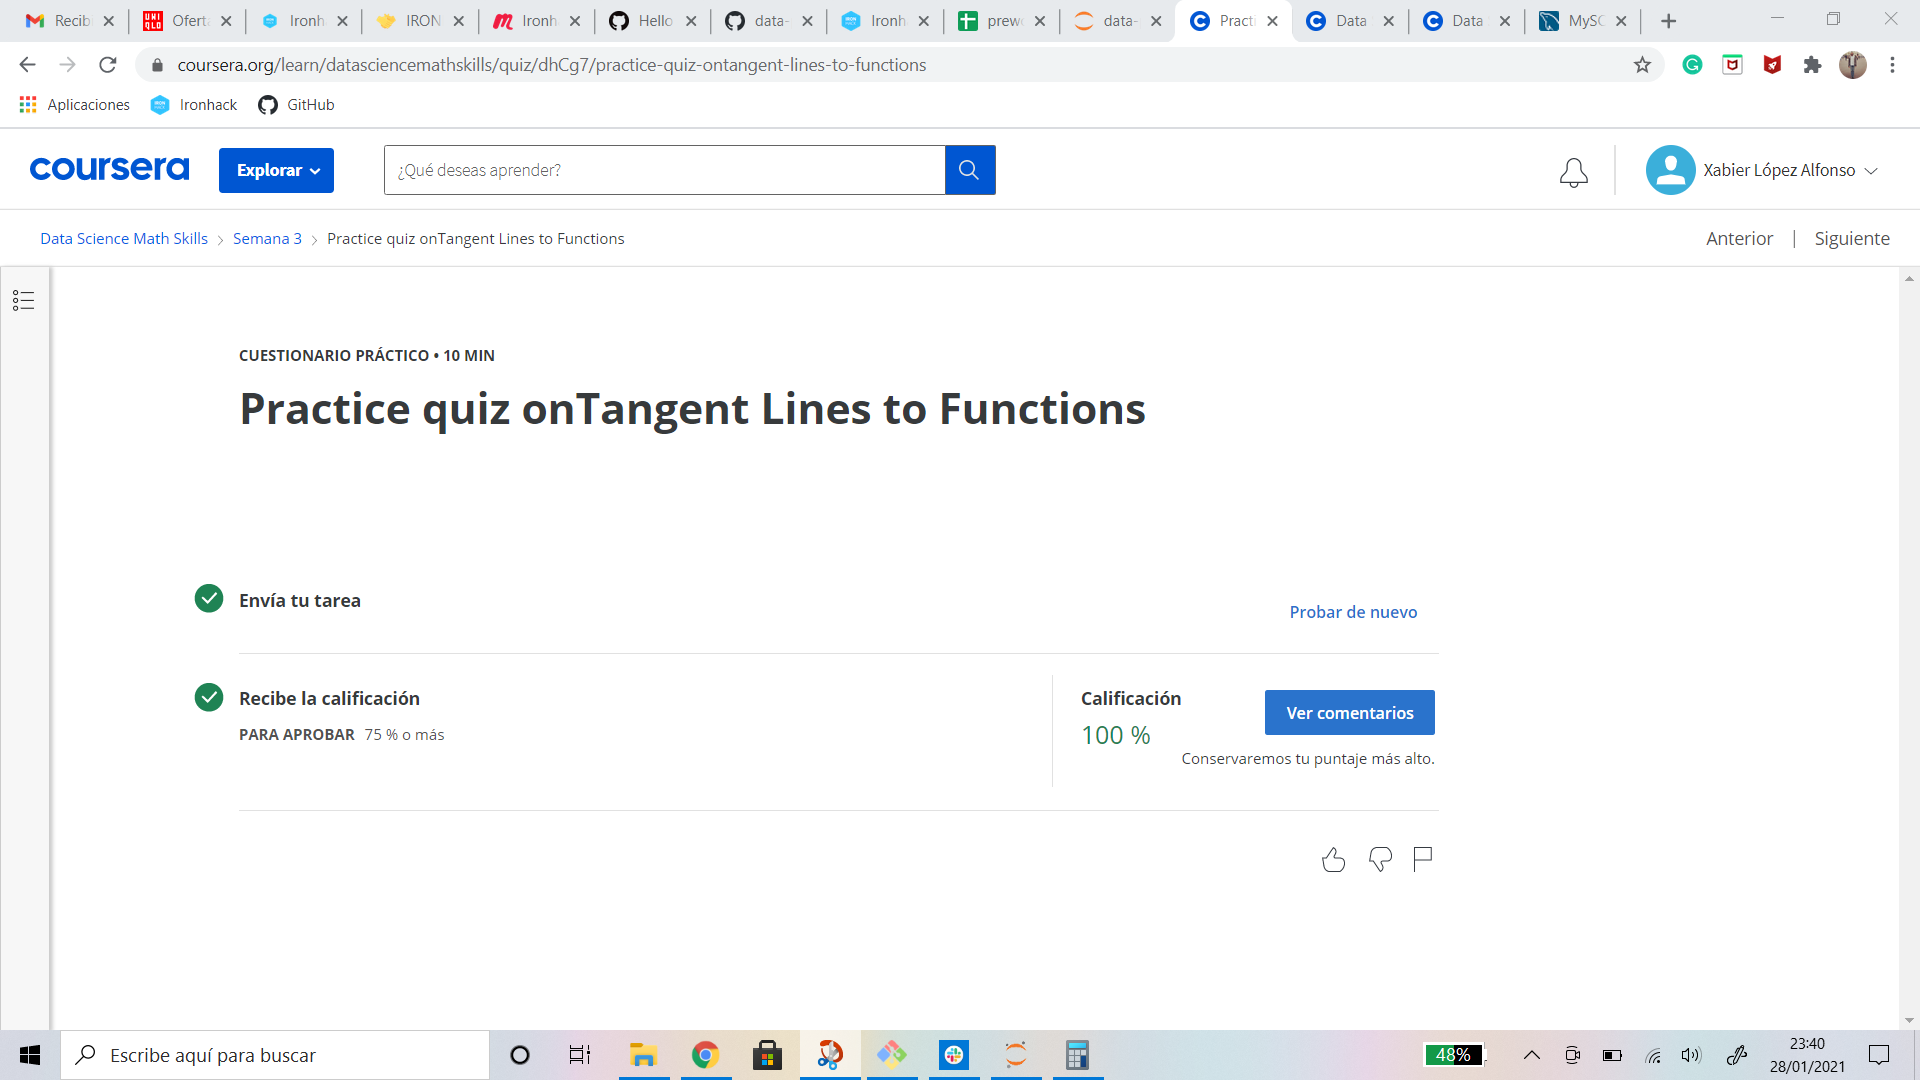 Recib
UNI QLO
Ofert
Ironh
IRON
Ironh
Hello
data-
Ironh
prew
data-
Practi
Data
Data
MySQ
coursera.org/learn/datasciencemathskills/quiz/dhCg7/practice-quiz-ontangent-lines-to-functions
Aplicaciones
Ironhack
GitHub
coursera
Explorar
¿Qué deseas aprender?
Xabier López Alfonso
Data Science Math Skills
Semana 3
Practice quiz onTangent Lines to Functions
Anterior | Siguiente
CUESTIONARIO PRÁCTICO • 10 MIN
Practice quiz onTangent Lines to Functions
Envía tu tarea
Probar de nuevo
Recibe la calificación
PARA APROBAR 75 % o más
Calificación
100 %
Ver comentarios
Conservaremos tu puntaje más alto.
Escribe aquí para buscar
48%
23:40
28/01/2021